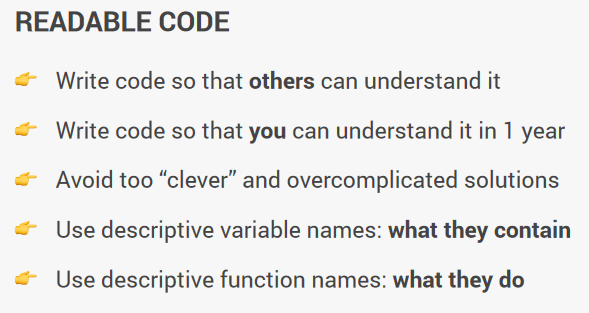 READABLE CODE
👉 Write code so that others can understand it
👉 Write code so that you can understand it in 1 year
👉 Avoid too “clever” and overcomplicated solutions
👉 Use descriptive variable names: what they contain
👉 Use descriptive function names: what they do